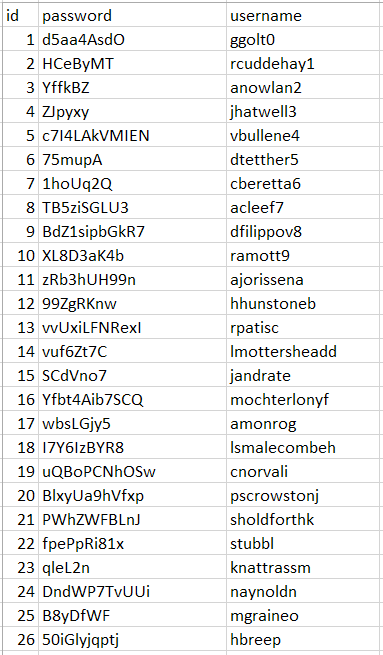 id password username
1 d5aa4AsdO ggolt0
2 HCeByMT rcuddehay1
3 YffkBZ anowlan2
4 ZJpyxy jhatwell3
5 c7I4LAkVMIEN vbullene4
6 75mupA dtetther5
7 1hoUq2Q cberetta6
8 TB5ziSGLU3 acleef7
9 BdZ1sipbGkR7 dfilippov8
10 XL8D3aK4b ramott9
11 zRb3hUH99n ajorissena
12 99ZgRKnw hhunstoneb
13 vvUxiLFNRexI rpatisc
14 vuf6Zt7C lmottersheadd
15 SCdVno7 jandrate
16 Yfbt4Aib7SCQ mochterlonyf
17 wbsLGjy5 amonrog
18 I7Y6IzBYR8 lsmalecombeh
19 uQBoPCNhOSw cnorvali
20 BlxyUa9hVfxp pscrowstonj
21 PWhZWFBLnJ sholdforthk
22 fpePpRi81x stubbl
23 qleL2n knattrassm
24 DndWP7TvUUi naynoldn
25 B8yDfWF mgraineo
26 50iGlyjqptj hbreep